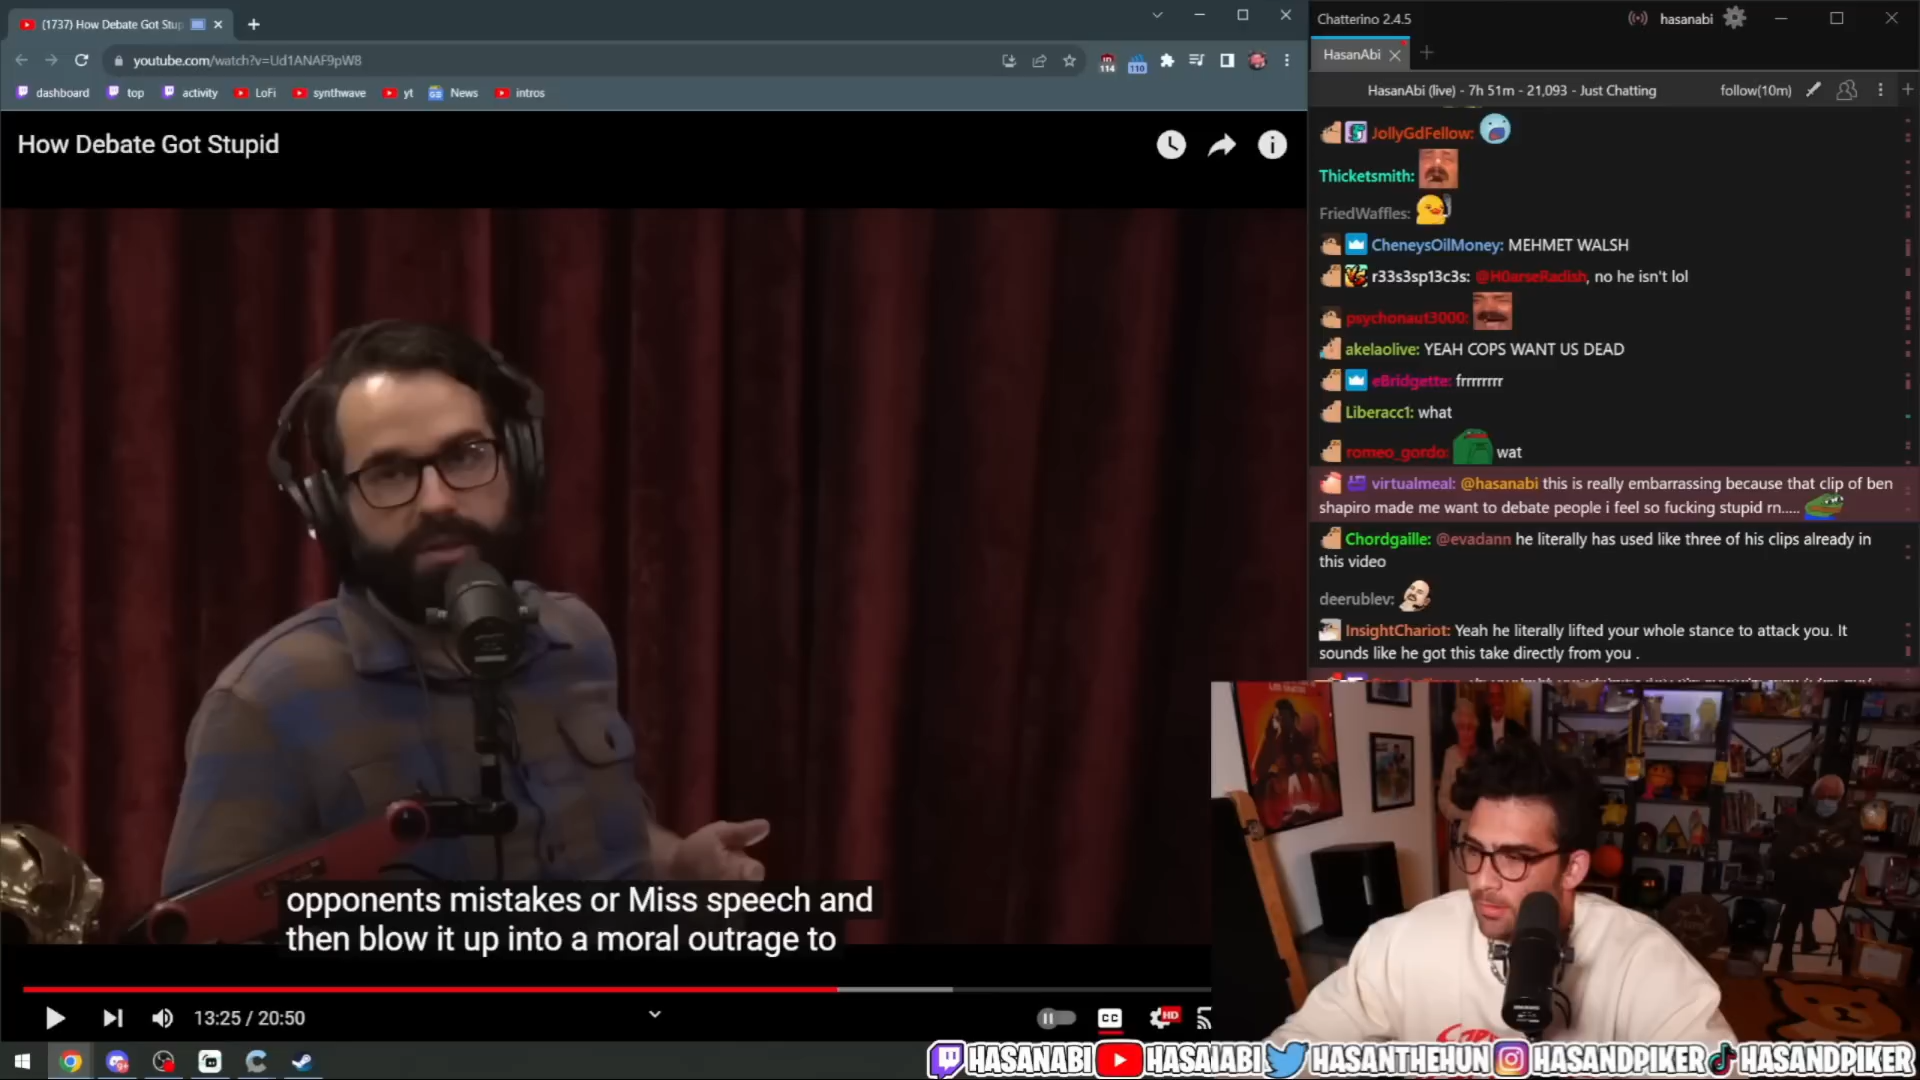 (1737) How Debate Got Stup
youtube.com/watch?v=Ud1ANAF9pW8
114
110
dashboard
top
activity
LoFi
synthwave
yt
News
intros
How Debate Got Stupid
opponents mistakes or Miss speech and
then blow it up into a moral outrage to
13:25 / 20:50
CC
HD
Chatterino 2.4.5
hasanabi
HasanAbi
HasanAbi (live) - 7h 51m - 21,093 - Just Chatting
follow(10m)
JollyGdFellow:
Thicketsmith:
FriedWaffles:
CheneysOilMoney: MEHMET WALSH
r33s3sp13c3s: @H0arseRadish, no he isn't lol
psychonaut3000:
akelaolive: YEAH COPS WANT US DEAD
eBridgette: frrrrrrrr
Liberacc1: what
romeo_gordo: wat
virtualmeal: @hasanabi this is really embarrassing because that clip of ben
shapiro made me want to debate people i feel so fucking stupid rn.....
Chordgaille: @evadann he literally has used like three of his clips already in
this video
deerublev:
InsightChariot: Yeah he literally lifted your whole stance to attack you. It
sounds like he got this take directly from you .
HASANABI
HASANABI
HASANTHEHUN
HASANDPIKER
HASANDPIKER